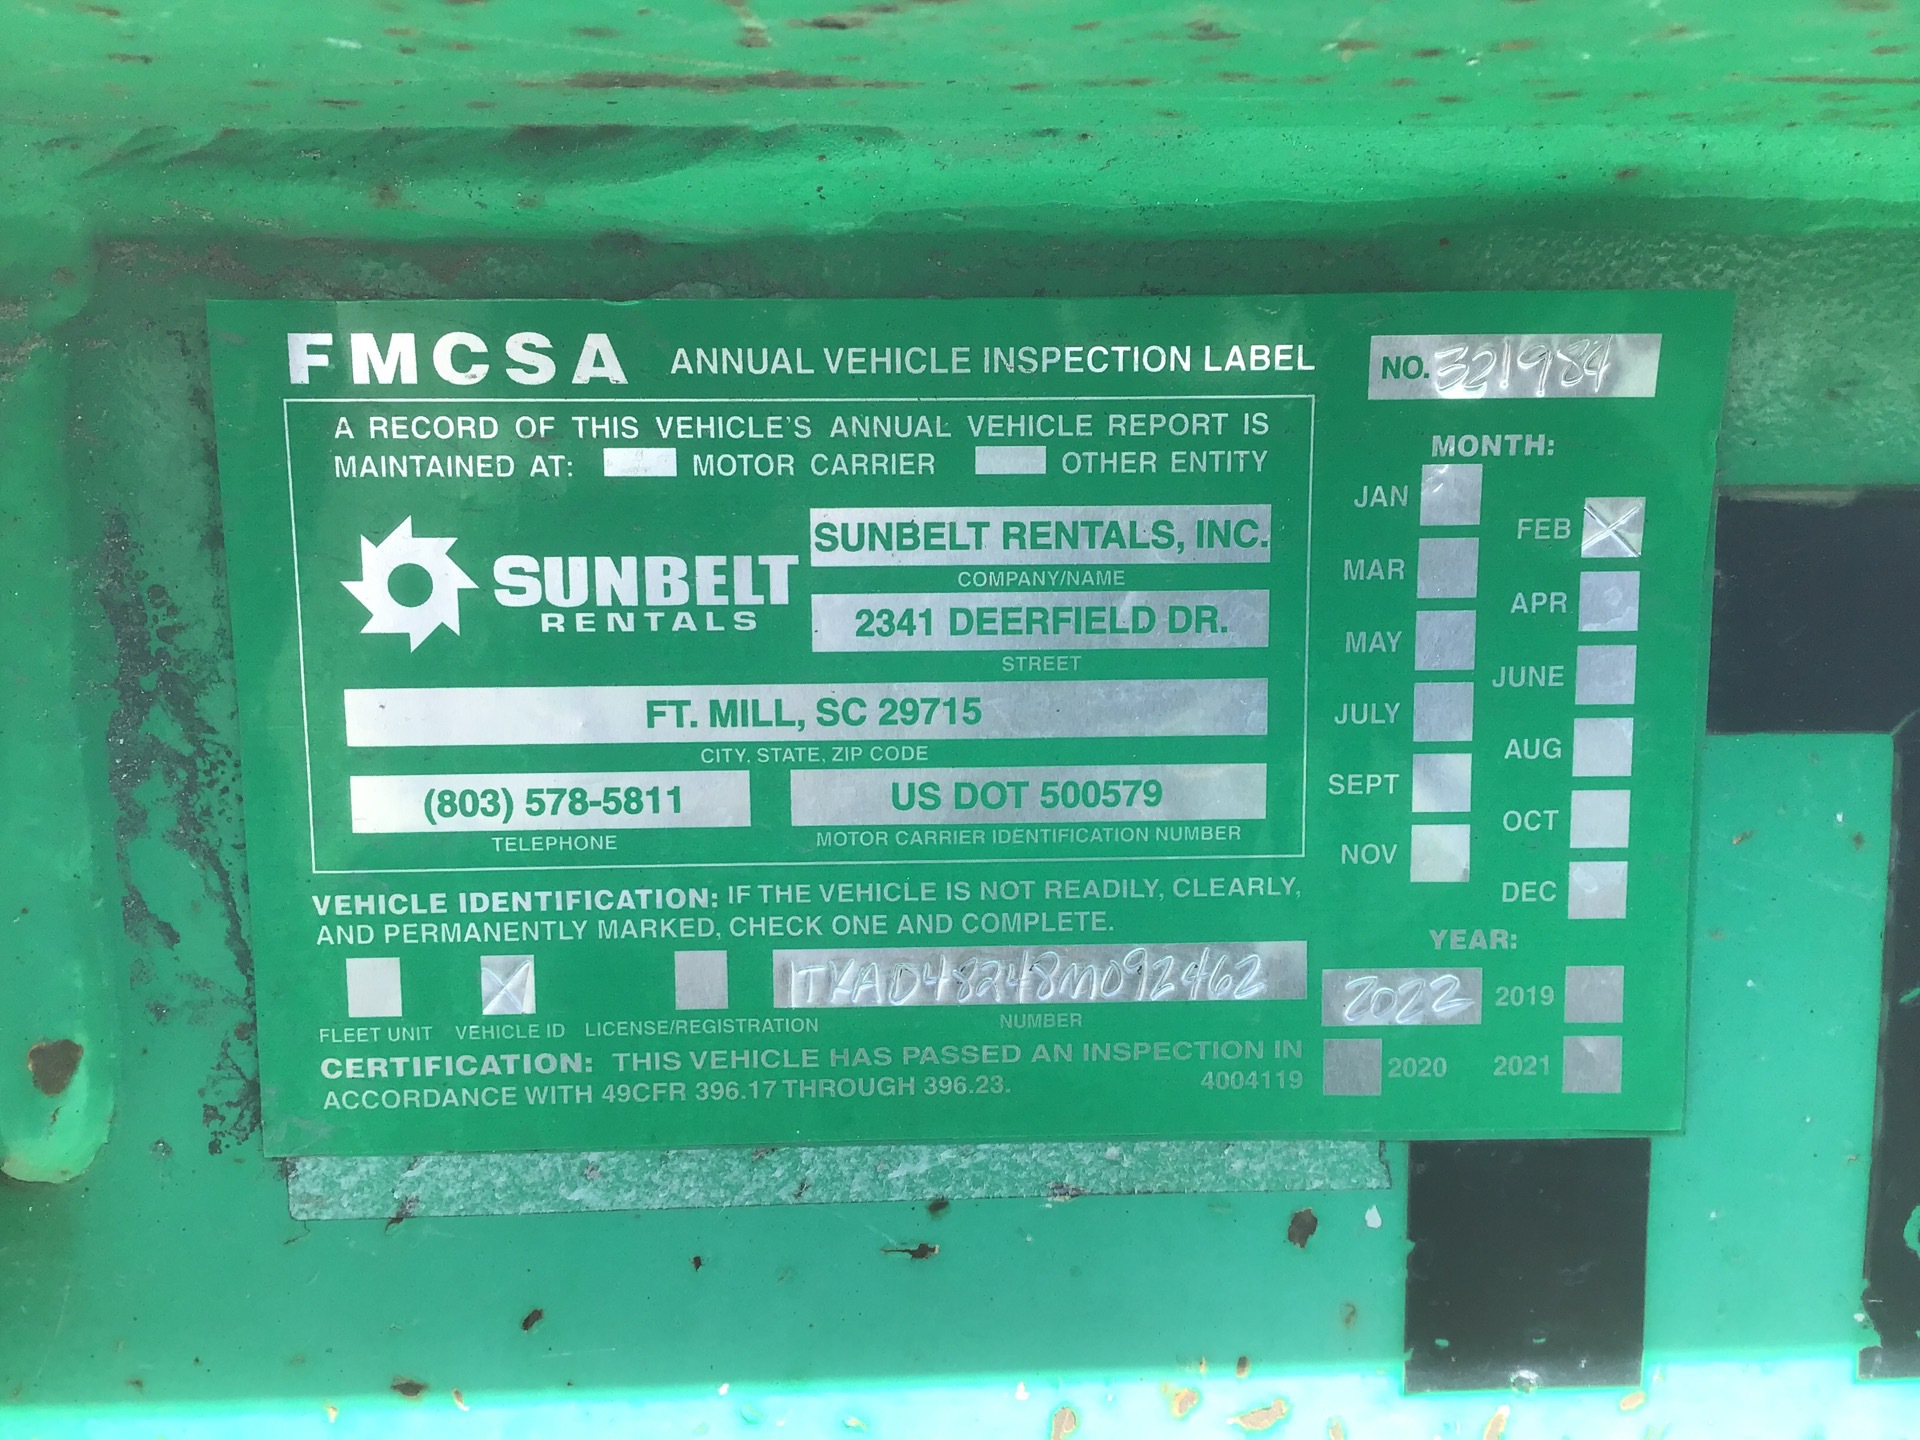 FMCSA ANNUAL VEHICLE INSPECTION LABEL
NO. 321984
A RECORD OF THIS VEHICLE'S ANNUAL VEHICLE REPORT IS
MAINTAINED AT: MOTOR CARRIER OTHER ENTITY
SUNBELT
RENTALS
SUNBELT RENTALS, INC.
COMPANY/NAME
2341 DEERFIELD DR.
STREET
FT. MILL, SC 29715
CITY, STATE, ZIP CODE
(803) 578-5811
TELEPHONE
US DOT 500579
MOTOR CARRIER IDENTIFICATION NUMBER
VEHICLE IDENTIFICATION: IF THE VEHICLE IS NOT READILY, CLEARLY,
AND PERMANENTLY MARKED, CHECK ONE AND COMPLETE.
1TKAD48248M092462
FLEET UNIT VEHICLE ID LICENSE/REGISTRATION NUMBER
CERTIFICATION: THIS VEHICLE HAS PASSED AN INSPECTION IN
ACCORDANCE WITH 49CFR 396.17 THROUGH 396.23. 4004119
MONTH:
JAN
FEB X
MAR
APR
MAY
JUNE
JULY
AUG
SEPT
OCT
NOV
DEC
YEAR:
2022 2019
2020 2021